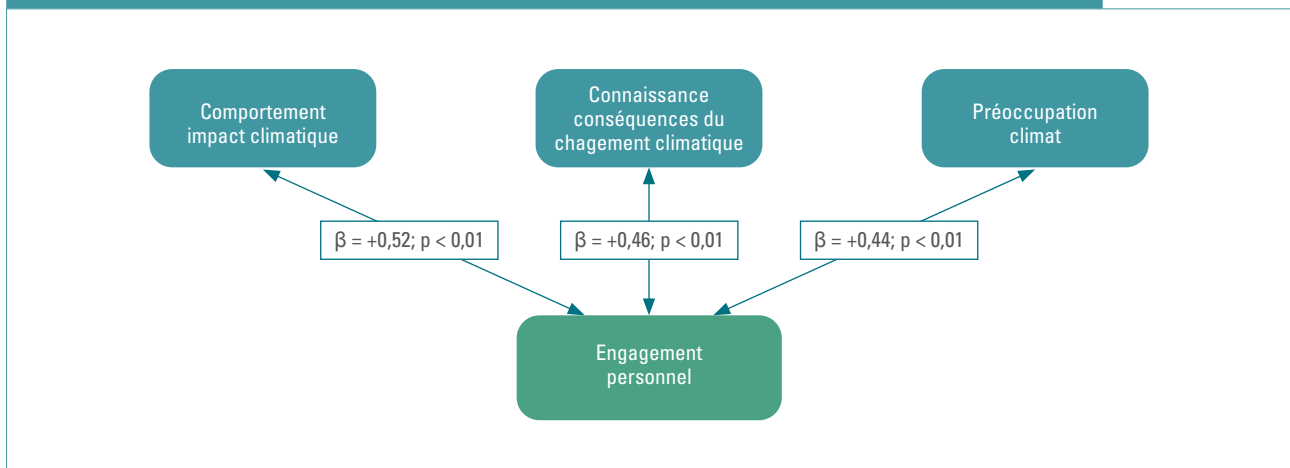 Comportement
impact climatique
Connaissance
conséquences du
chagement climatique
Préoccupation
climat
β = +0,52; p < 0,01
β = +0,46; p < 0,01
β = +0,44; p < 0,01
Engagement
personnel